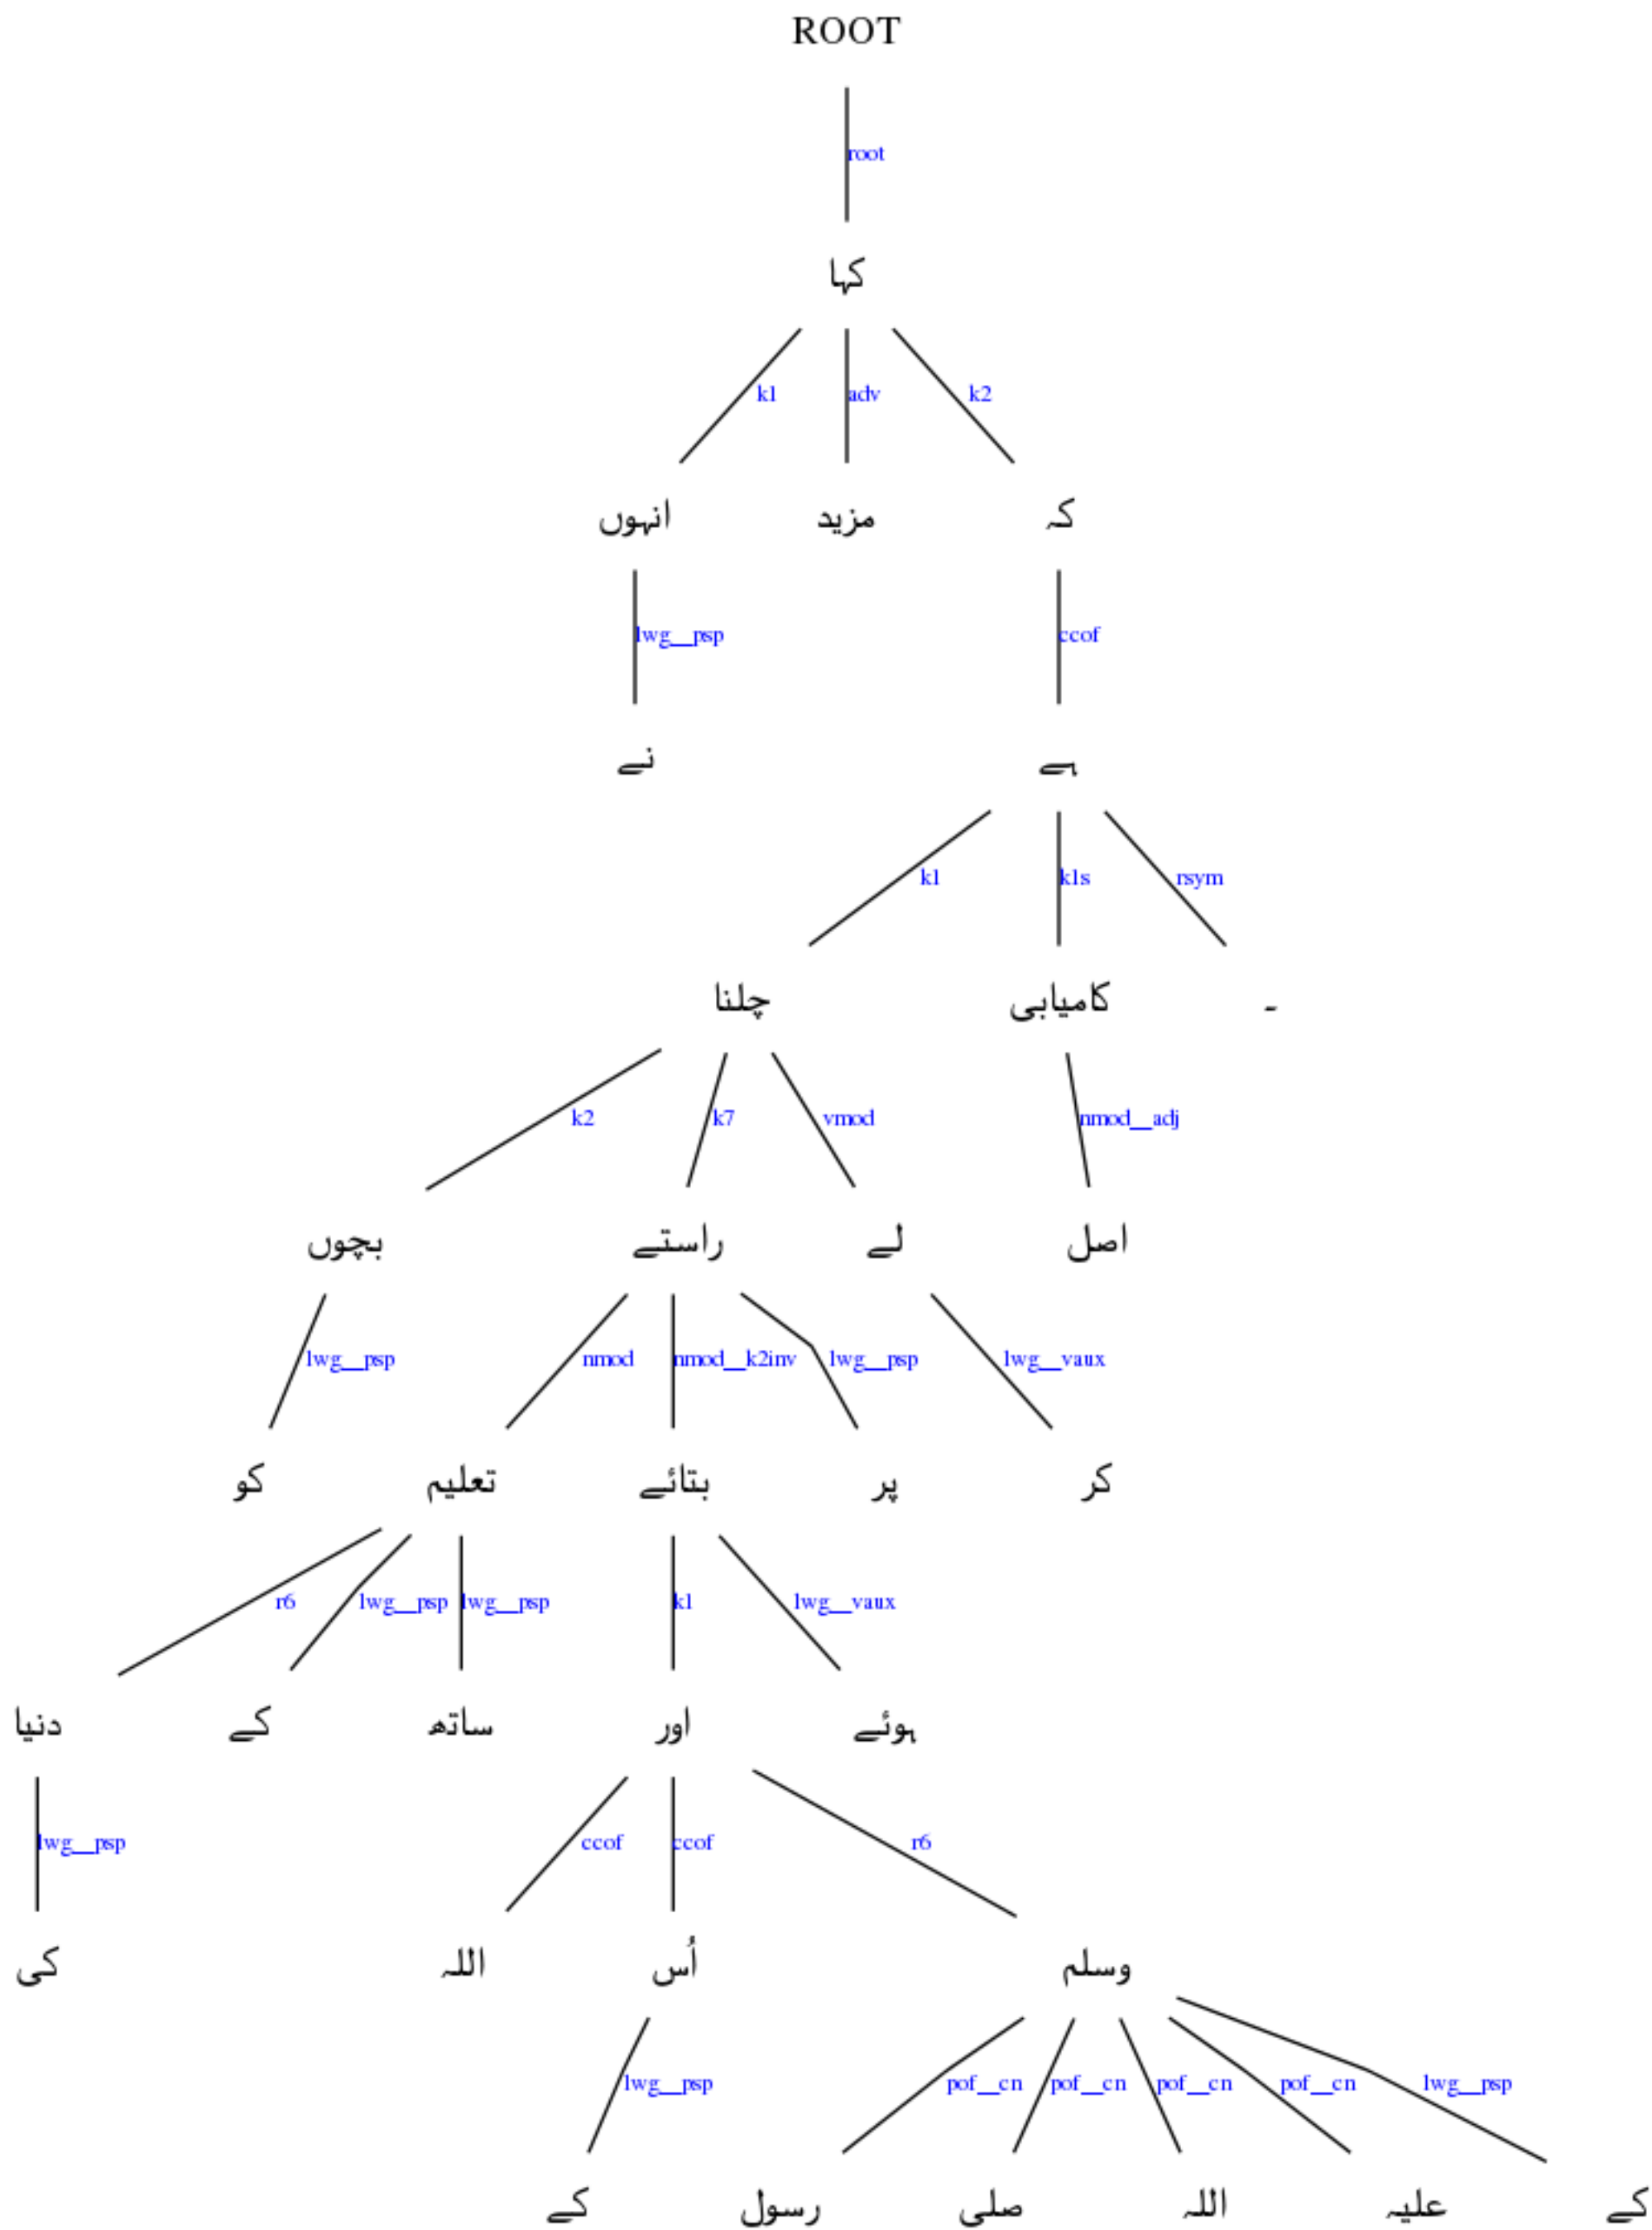 ROOT
root
کہا
k1 adv k2
انہوں مزید کہ
lwg__psp ccof
نے ہے
k1 k1s rsym
چلنا کامیابی ۔
k2 k7 vmod nmod__adj
بچوں راستے لے اصل
lwg__psp nmod nmod__k2inv lwg__psp lwg__vaux
کو تعلیم بتائے پر کر
r6 lwg__psp lwg__psp k1 lwg__vaux
دنیا کے ساتھ اور ہوئے
lwg__psp ccof ccof r6
کی اللہ اُس وسلم
lwg__psp pof__cn pof__cn pof__cn pof__cn lwg__psp
کے رسول صلی اللہ علیہ کے